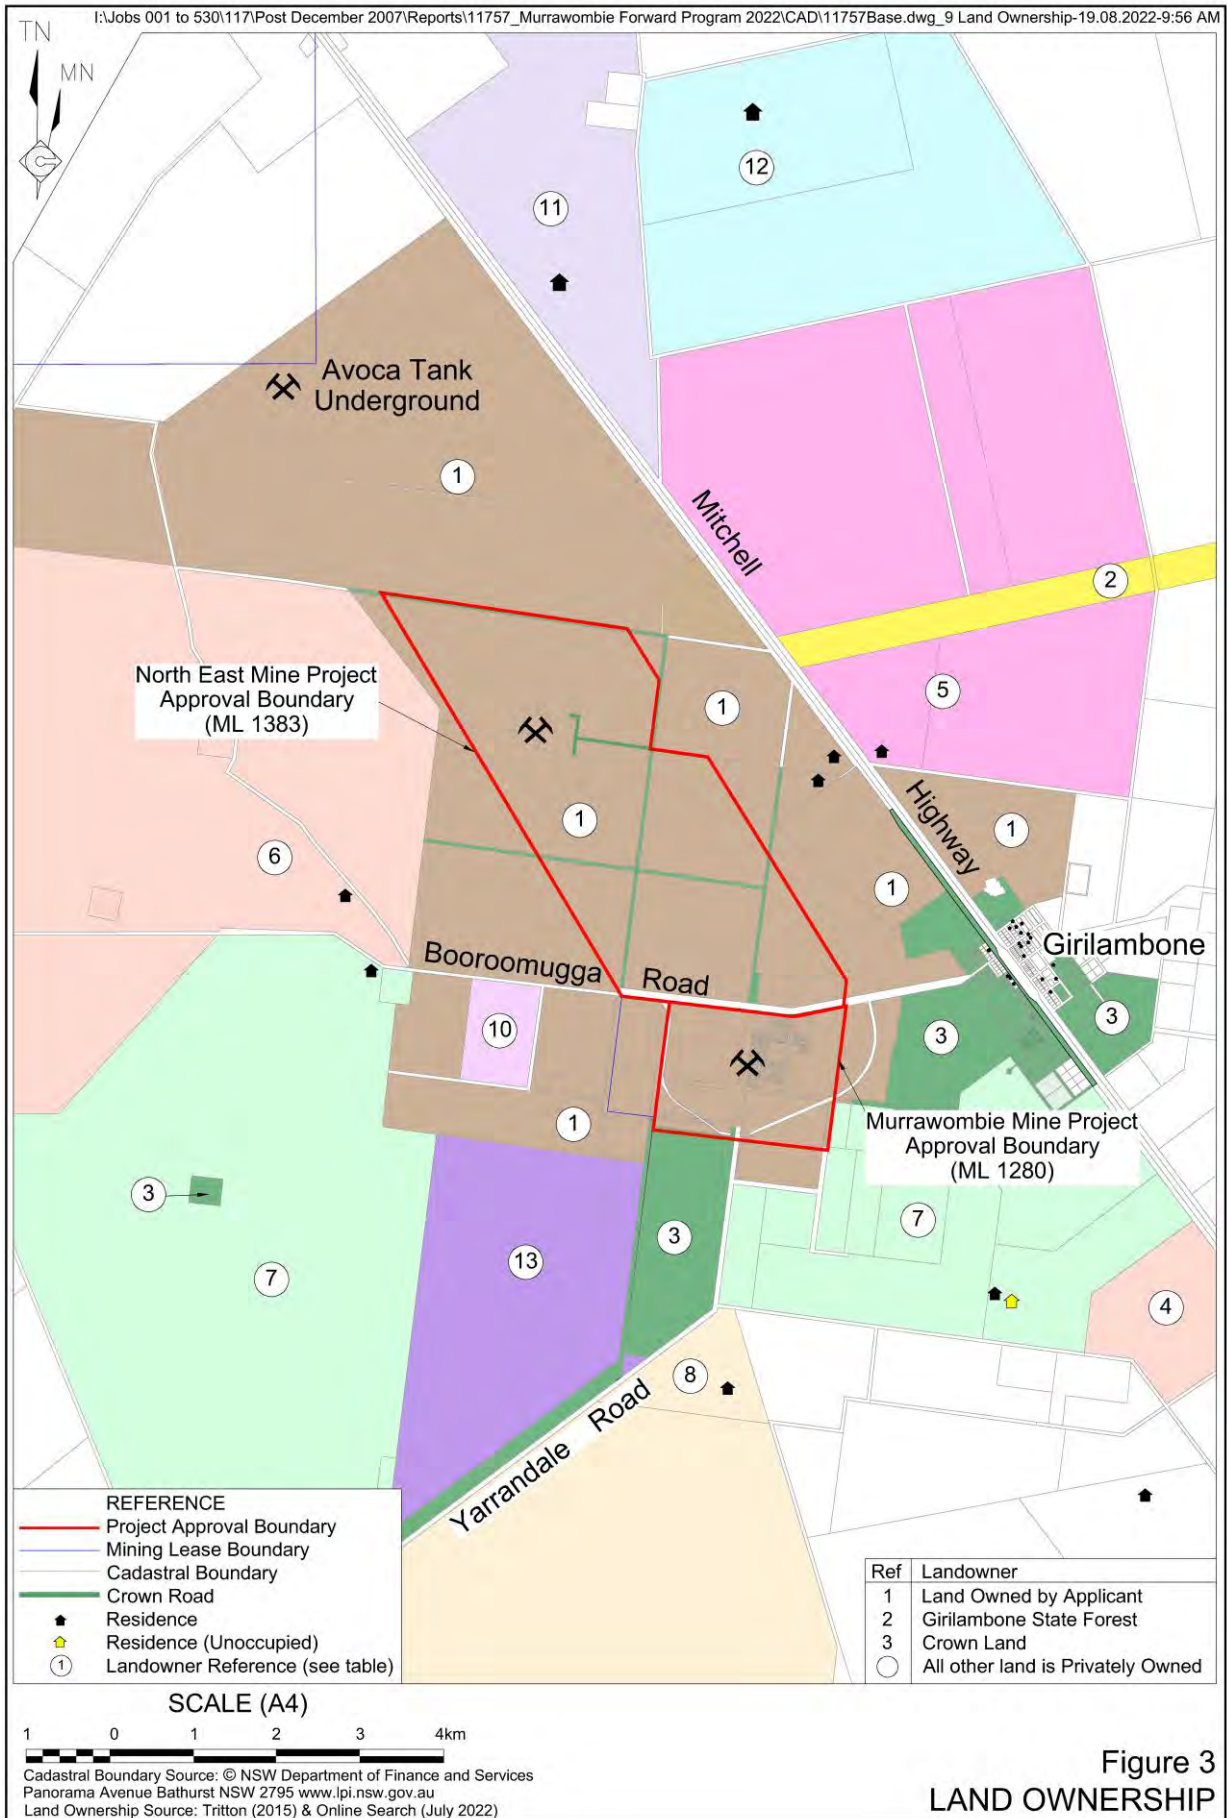 I:\Jobs 001 to 530\117\Post December 2007\Reports\11757_Murrawombie Forward Program 2022\CAD\11757Base.dwg_9 Land Ownership-19.08.2022-9:56 AM
TN
MN
12
11
Avoca Tank
Underground
1
Mitchell
2
North East Mine Project
Approval Boundary
(ML 1383)
1
5
Highway
1
1
6
1
Girilambone
Booroomugga Road
10
3
3
1
Murrawombie Mine Project
Approval Boundary
(ML 1280)
3
7
3
13
7
4
8
Yarrandale Road
REFERENCE
Project Approval Boundary
Mining Lease Boundary
Cadastral Boundary
Crown Road
Residence
Residence (Unoccupied)
1 Landowner Reference (see table)
Ref Landowner
1 Land Owned by Applicant
2 Girilambone State Forest
3 Crown Land
All other land is Privately Owned
SCALE (A4)
1 0 1 2 3 4km
Cadastral Boundary Source: © NSW Department of Finance and Services
Panorama Avenue Bathurst NSW 2795 www.lpi.nsw.gov.au
Land Ownership Source: Tritton (2015) & Online Search (July 2022)
Figure 3
LAND OWNERSHIP